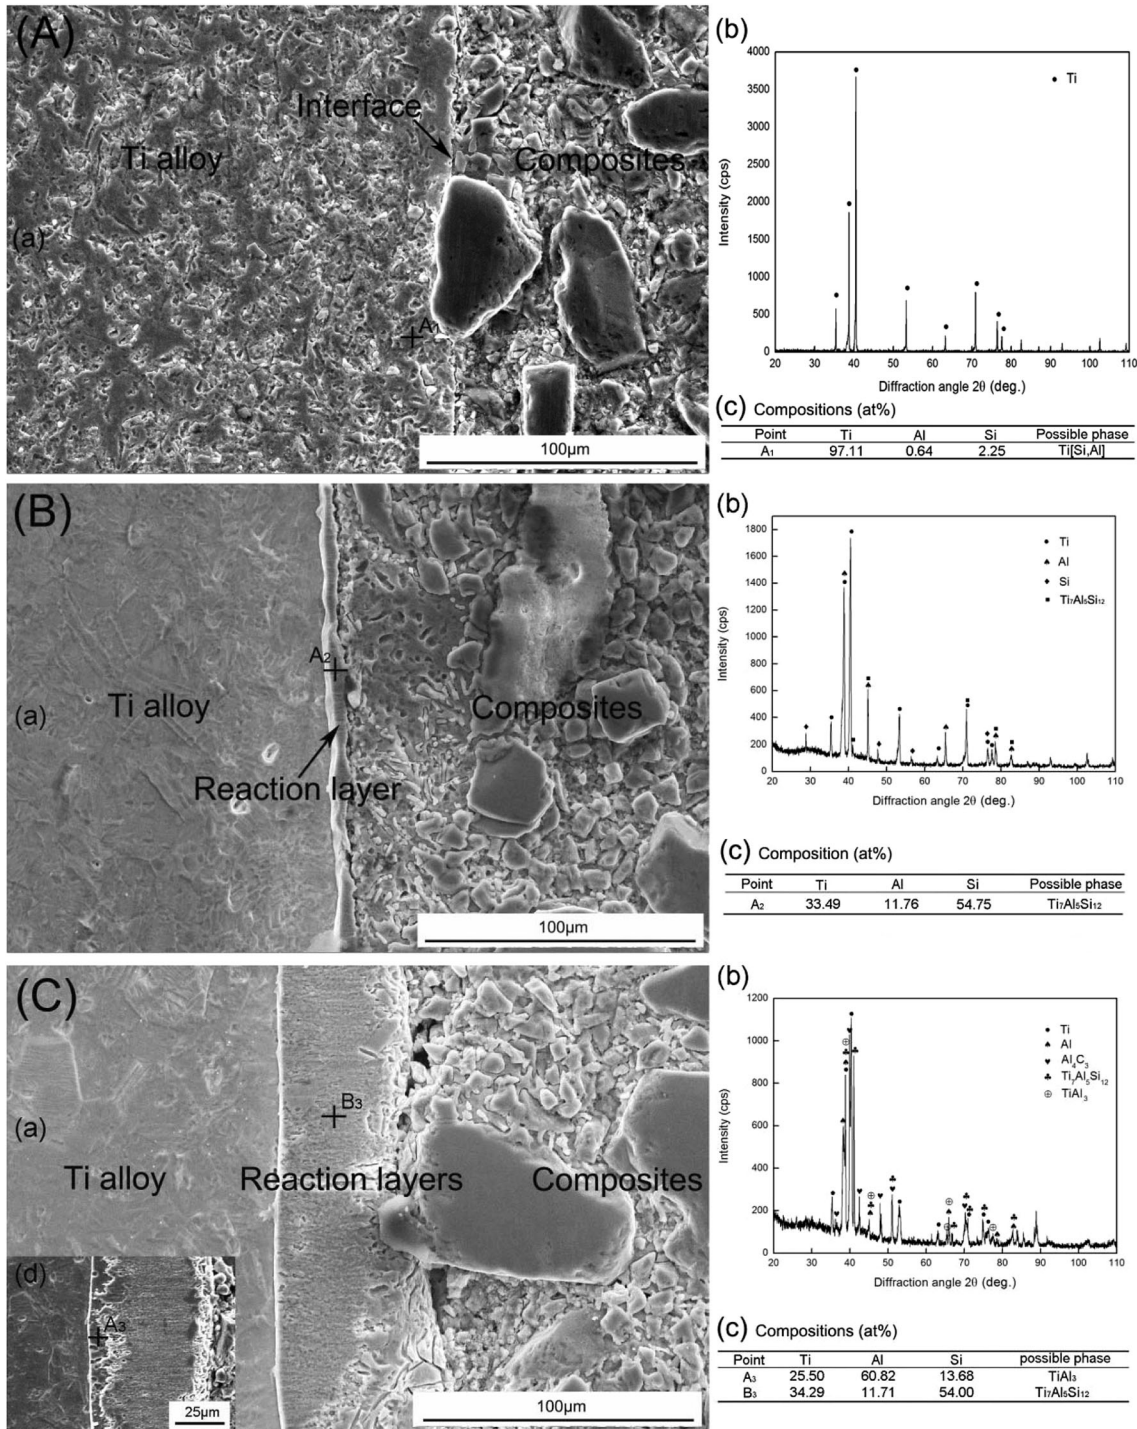 (A)
Interface
Ti alloy
Composites
(a)
A₁
100μm
(b)
Intensity (cps)
4000
3500
3000
2500
2000
1500
1000
500
0
Ti
20 30 40 50 60 70 80 90 100 110
Diffraction angle 2θ (deg.)
(c) Compositions (at%)
Point Ti Al Si Possible phase
A₁ 97.11 0.64 2.25 Ti[Si,Al]
(B)
A₂
Ti alloy
Composites
(a)
Reaction layer
100μm
(b)
Intensity (cps)
1800
1600
1400
1200
1000
800
600
400
200
0
Ti
Al
Si
Ti₇Al₅Si₁₂
20 30 40 50 60 70 80 90 100 110
Diffraction angle 2θ (deg.)
(c) Composition (at%)
Point Ti Al Si Possible phase
A₂ 33.49 11.76 54.75 Ti₇Al₅Si₁₂
(C)
B₃
(a)
Ti alloy
Reaction layers
Composites
(d)
A₃
25μm
100μm
(b)
Intensity (cps)
1200
1000
800
600
400
200
0
Ti
Al
Al₄C₃
Ti₇Al₅Si₁₂
TiAl₃
20 30 40 50 60 70 80 90 100 110
Diffraction angle 2θ (deg.)
(c) Compositions (at%)
Point Ti Al Si possible phase
A₃ 25.50 60.82 13.68 TiAl₃
B₃ 34.29 11.71 54.00 Ti₇Al₅Si₁₂